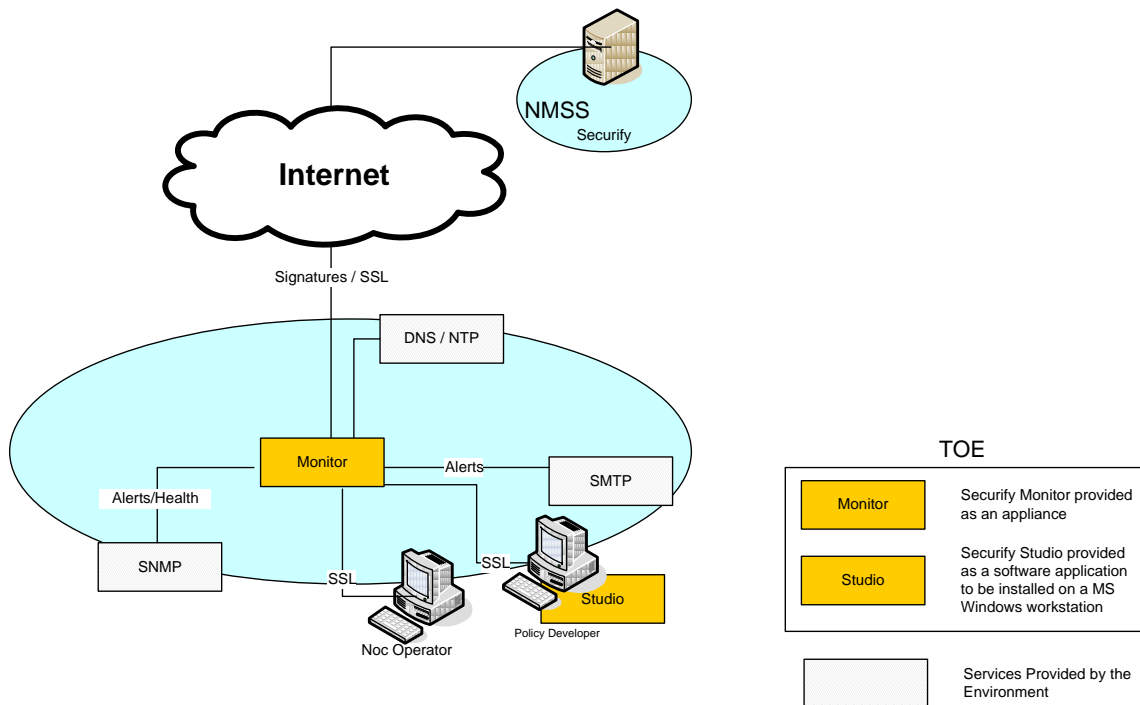 NMSS
Securify
Internet
Signatures / SSL
DNS / NTP
Monitor
Alerts
SMTP
Alerts/Health
SNMP
SSL
SSL
Studio
Policy Developer
Noc Operator
TOE
Monitor
Securify Monitor provided
as an appliance
Studio
Securify Studio provided
as a software application
to be installed on a MS
Windows workstation
Services Provided by the
Environment